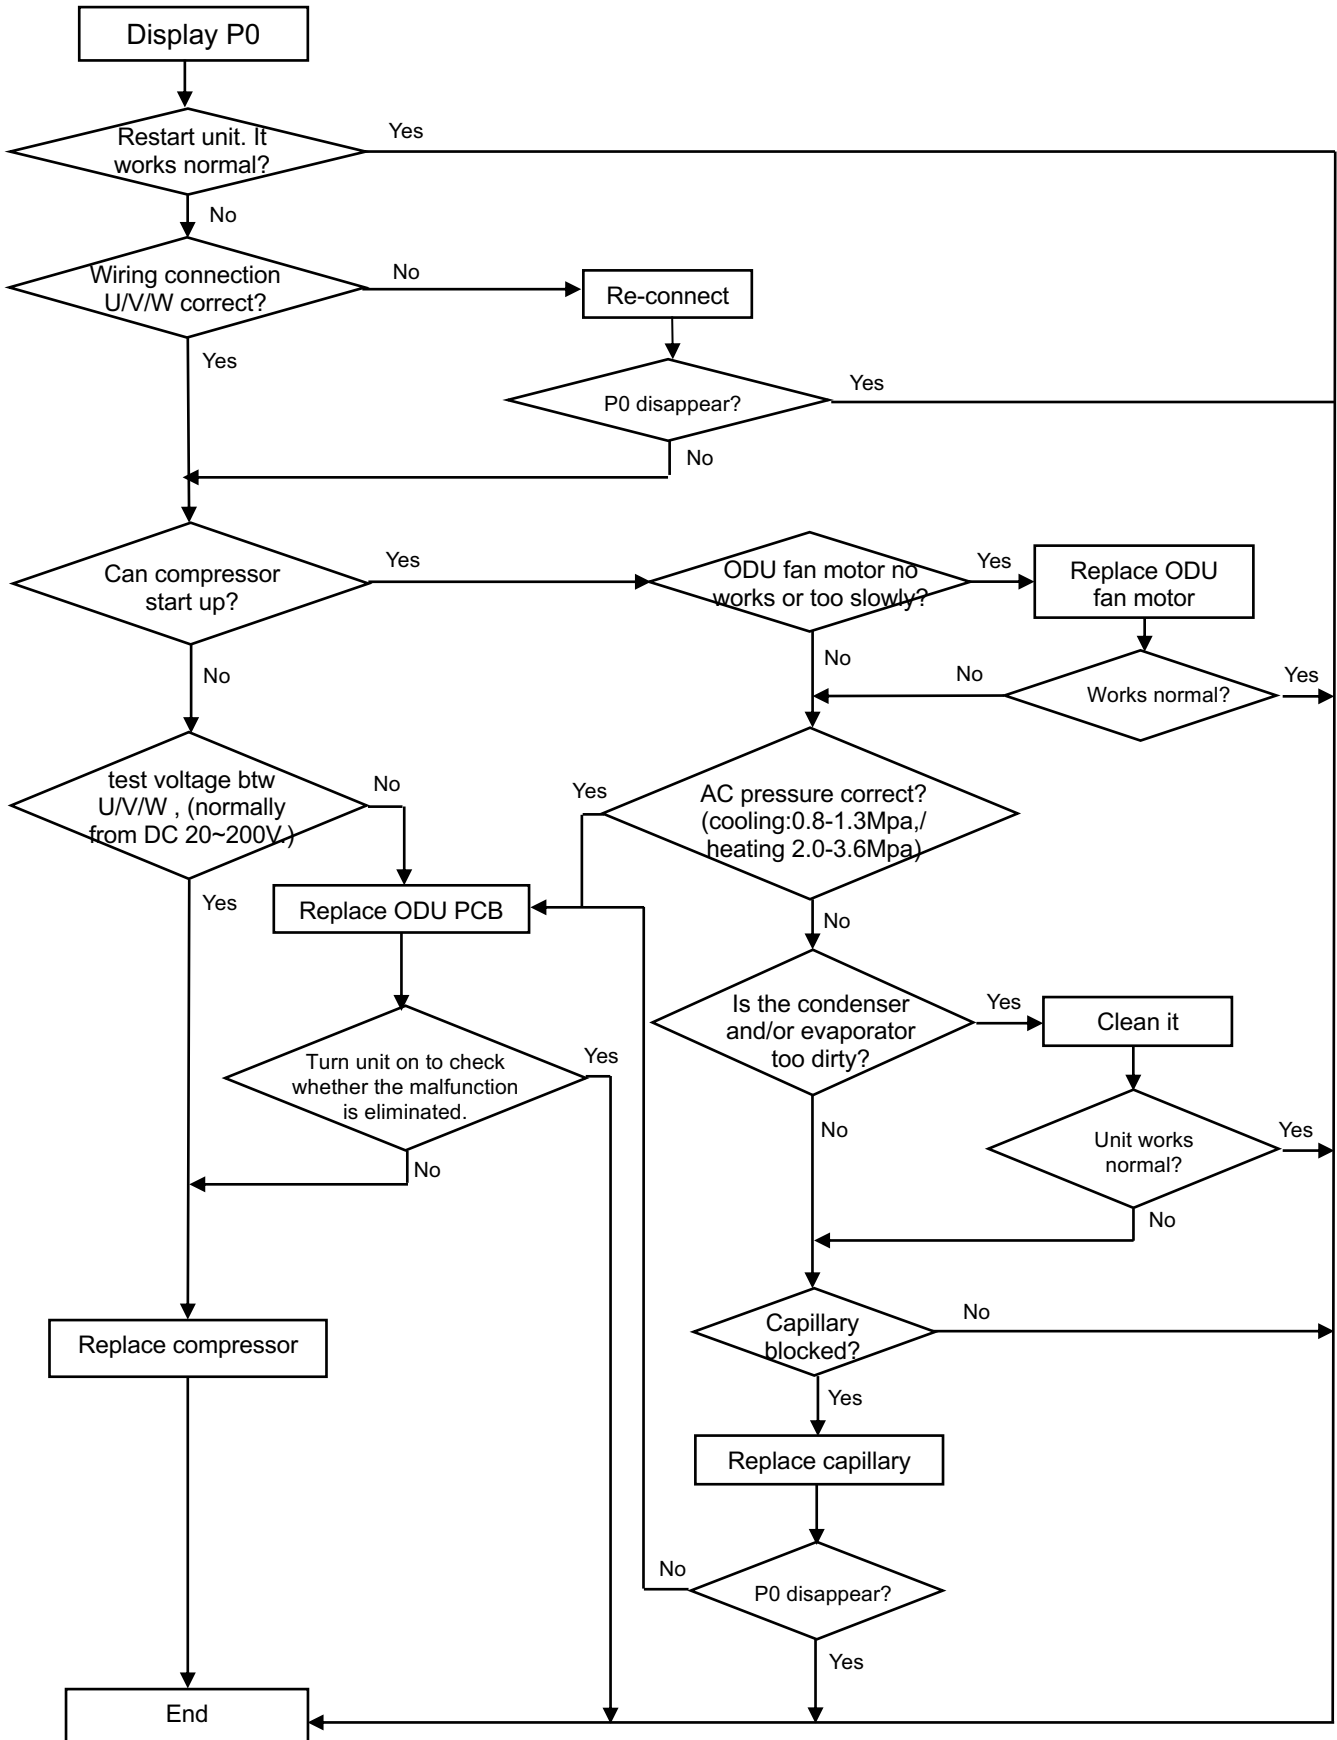 Display P0
Restart unit. It
works normal?
Yes
No
Wiring connection
U/V/W correct?
No
Re-connect
Yes
P0 disappear?
Yes
No
Can compressor
start up?
Yes
ODU fan motor no
works or too slowly?
Yes
Replace ODU
fan motor
No
No
Works normal?
No
Yes
test voltage btw
U/V/W , (normally
from DC 20~200V.)
No
Yes
AC pressure correct?
(cooling:0.8-1.3Mpa,/
heating 2.0-3.6Mpa)
Yes
No
Replace ODU PCB
Is the condenser
and/or evaporator
too dirty?
Yes
Clean it
Turn unit on to check
whether the malfunction
is eliminated.
Yes
No
No
Unit works
normal?
Yes
No
Capillary
blocked?
No
Replace compressor
Yes
Replace capillary
No
P0 disappear?
Yes
End